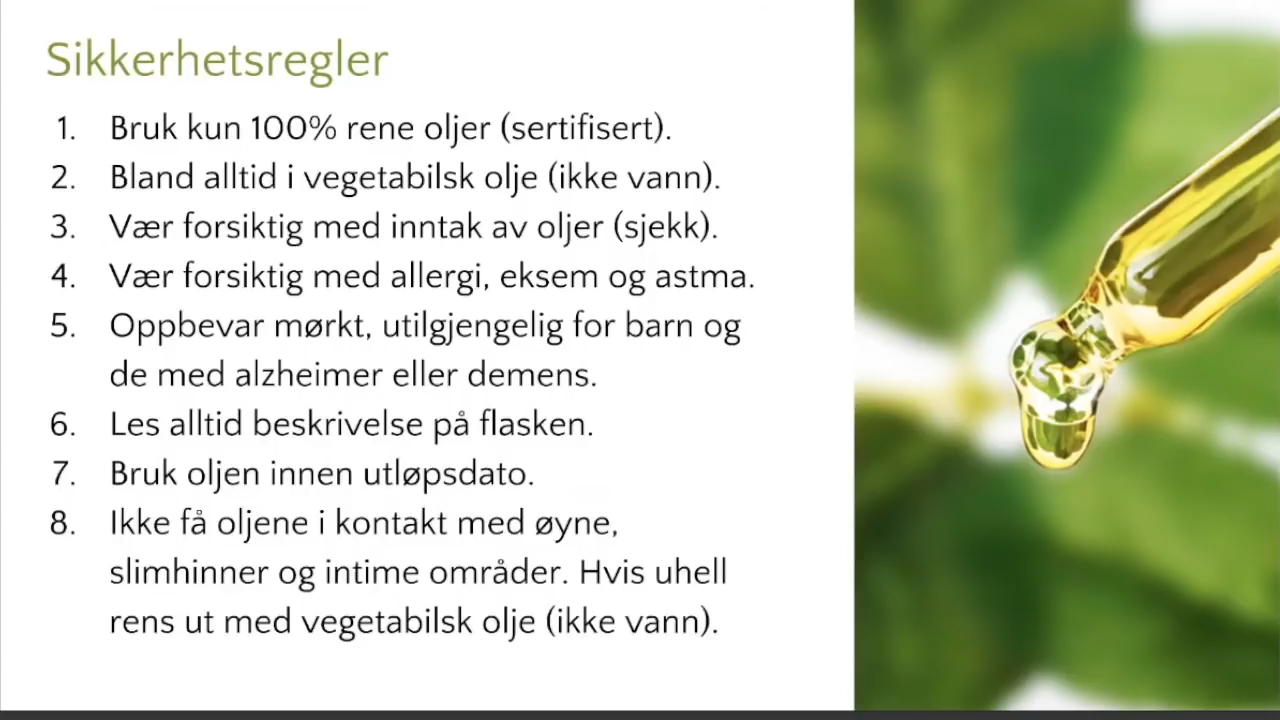 Sikkerhetsregler
1. Bruk kun 100% rene oljer (sertifisert).
2. Bland alltid i vegetabilsk olje (ikke vann).
3. Vær forsiktig med inntak av oljer (sjekk).
4. Vær forsiktig med allergi, eksem og astma.
5. Oppbevar mørkt, utilgjengelig for barn og
de med alzheimer eller demens.
6. Les alltid beskrivelse på flasken.
7. Bruk oljen innen utløpsdato.
8. Ikke få oljene i kontakt med øyne,
slimhinner og intime områder. Hvis uhell
rens ut med vegetabilsk olje (ikke vann).